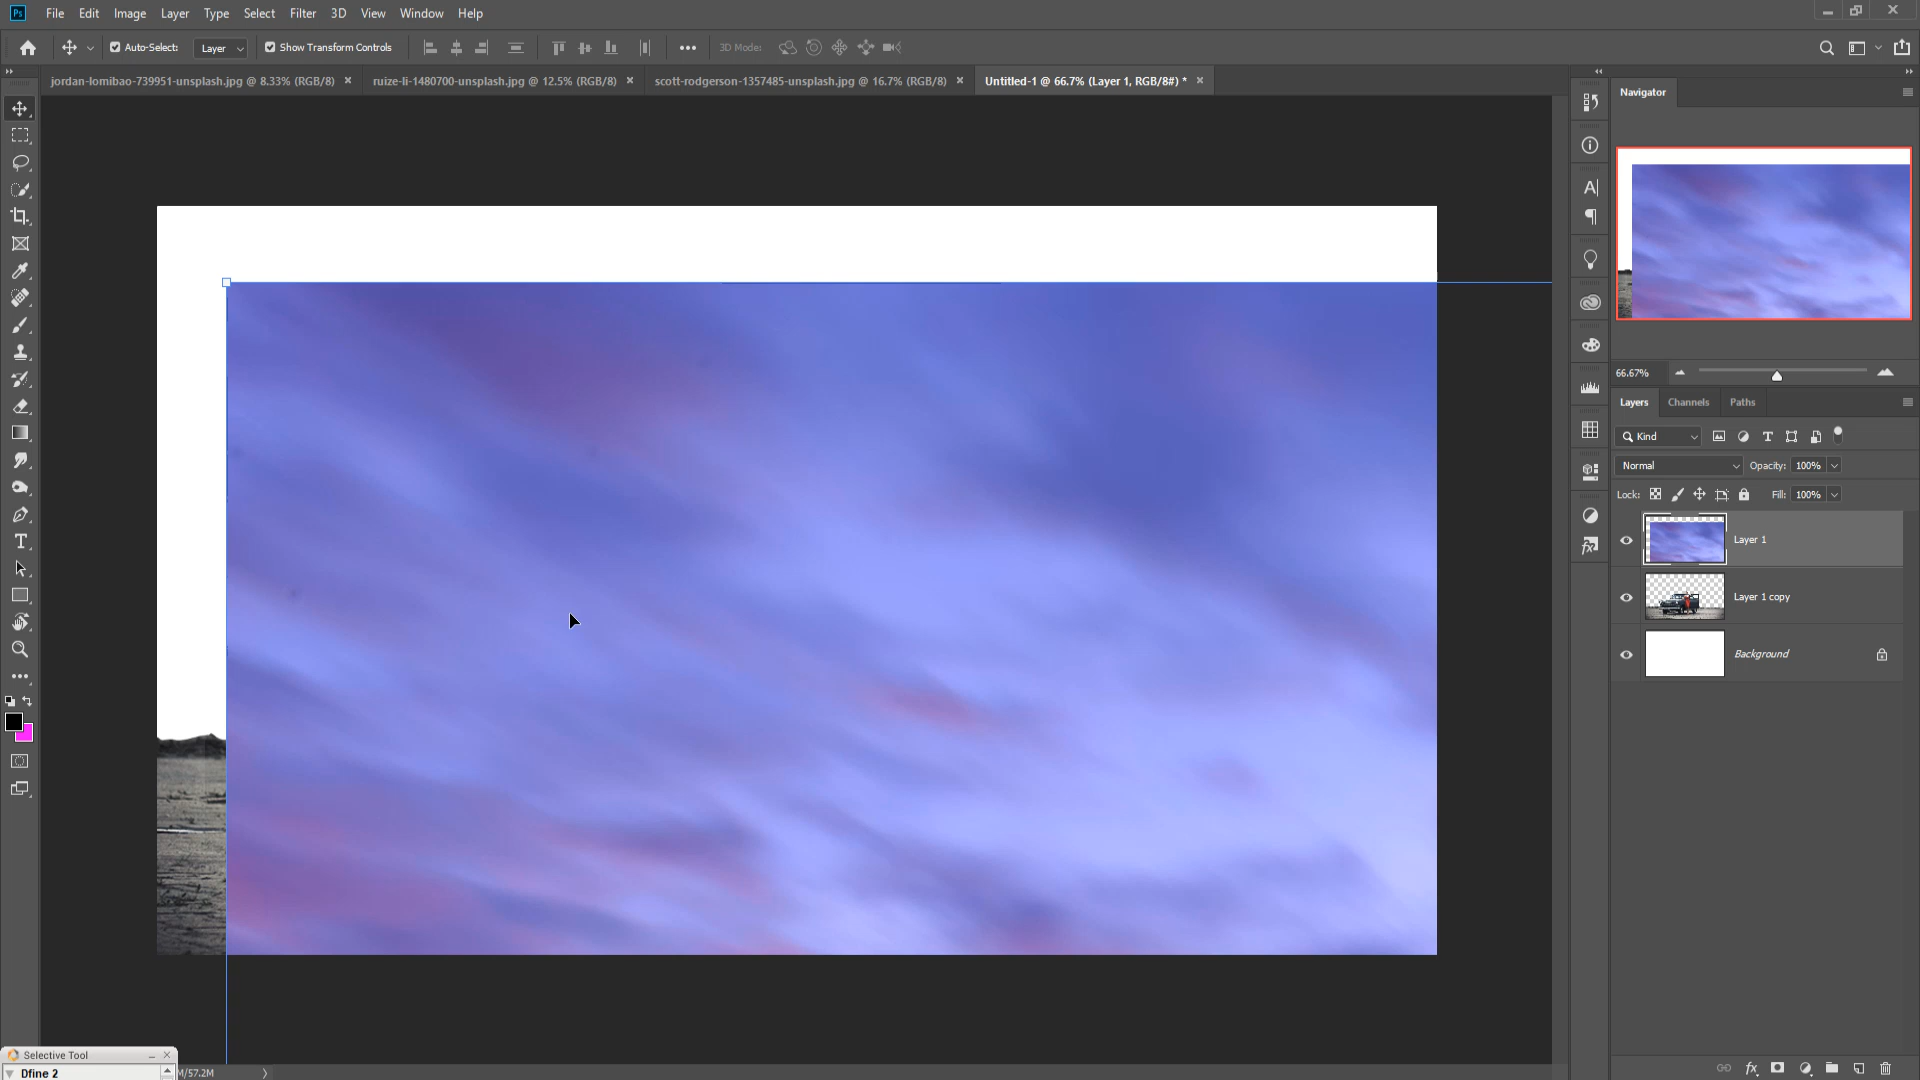 Ps File Edit Image Layer Type Select Filter 3D View Window Help
Auto-Select: Layer Show Transform Controls 3D Mode:
jordan-lomibao-739951-unsplash.jpg @ 8.33% (RGB/8) ruize-li-1480700-unsplash.jpg @ 12.5% (RGB/8) scott-rodgerson-1357485-unsplash.jpg @ 16.7% (RGB/8) Untitled-1 @ 66.7% (Layer 1, RGB/8#) *
Navigator
66.67%
Layers Channels Paths
Kind
Normal Opacity: 100%
Lock: Fill: 100%
Layer 1
Layer 1 copy
Background
Selective Tool
Dfine 2
M/57.2M